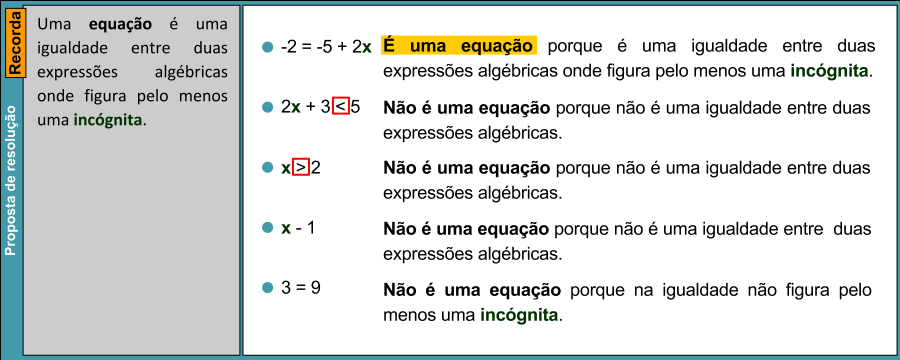 Recorda
Proposta de resolução
Uma equação é uma
igualdade entre duas
expressões algébricas
onde figura pelo menos
uma incógnita.
-2 = -5 + 2x É uma equação porque é uma igualdade entre duas
expressões algébricas onde figura pelo menos uma incógnita.
2x + 3 < 5 Não é uma equação porque não é uma igualdade entre duas
expressões algébricas.
x > 2 Não é uma equação porque não é uma igualdade entre duas
expressões algébricas.
x - 1 Não é uma equação porque não é uma igualdade entre duas
expressões algébricas.
3 = 9 Não é uma equação porque na igualdade não figura pelo
menos uma incógnita.